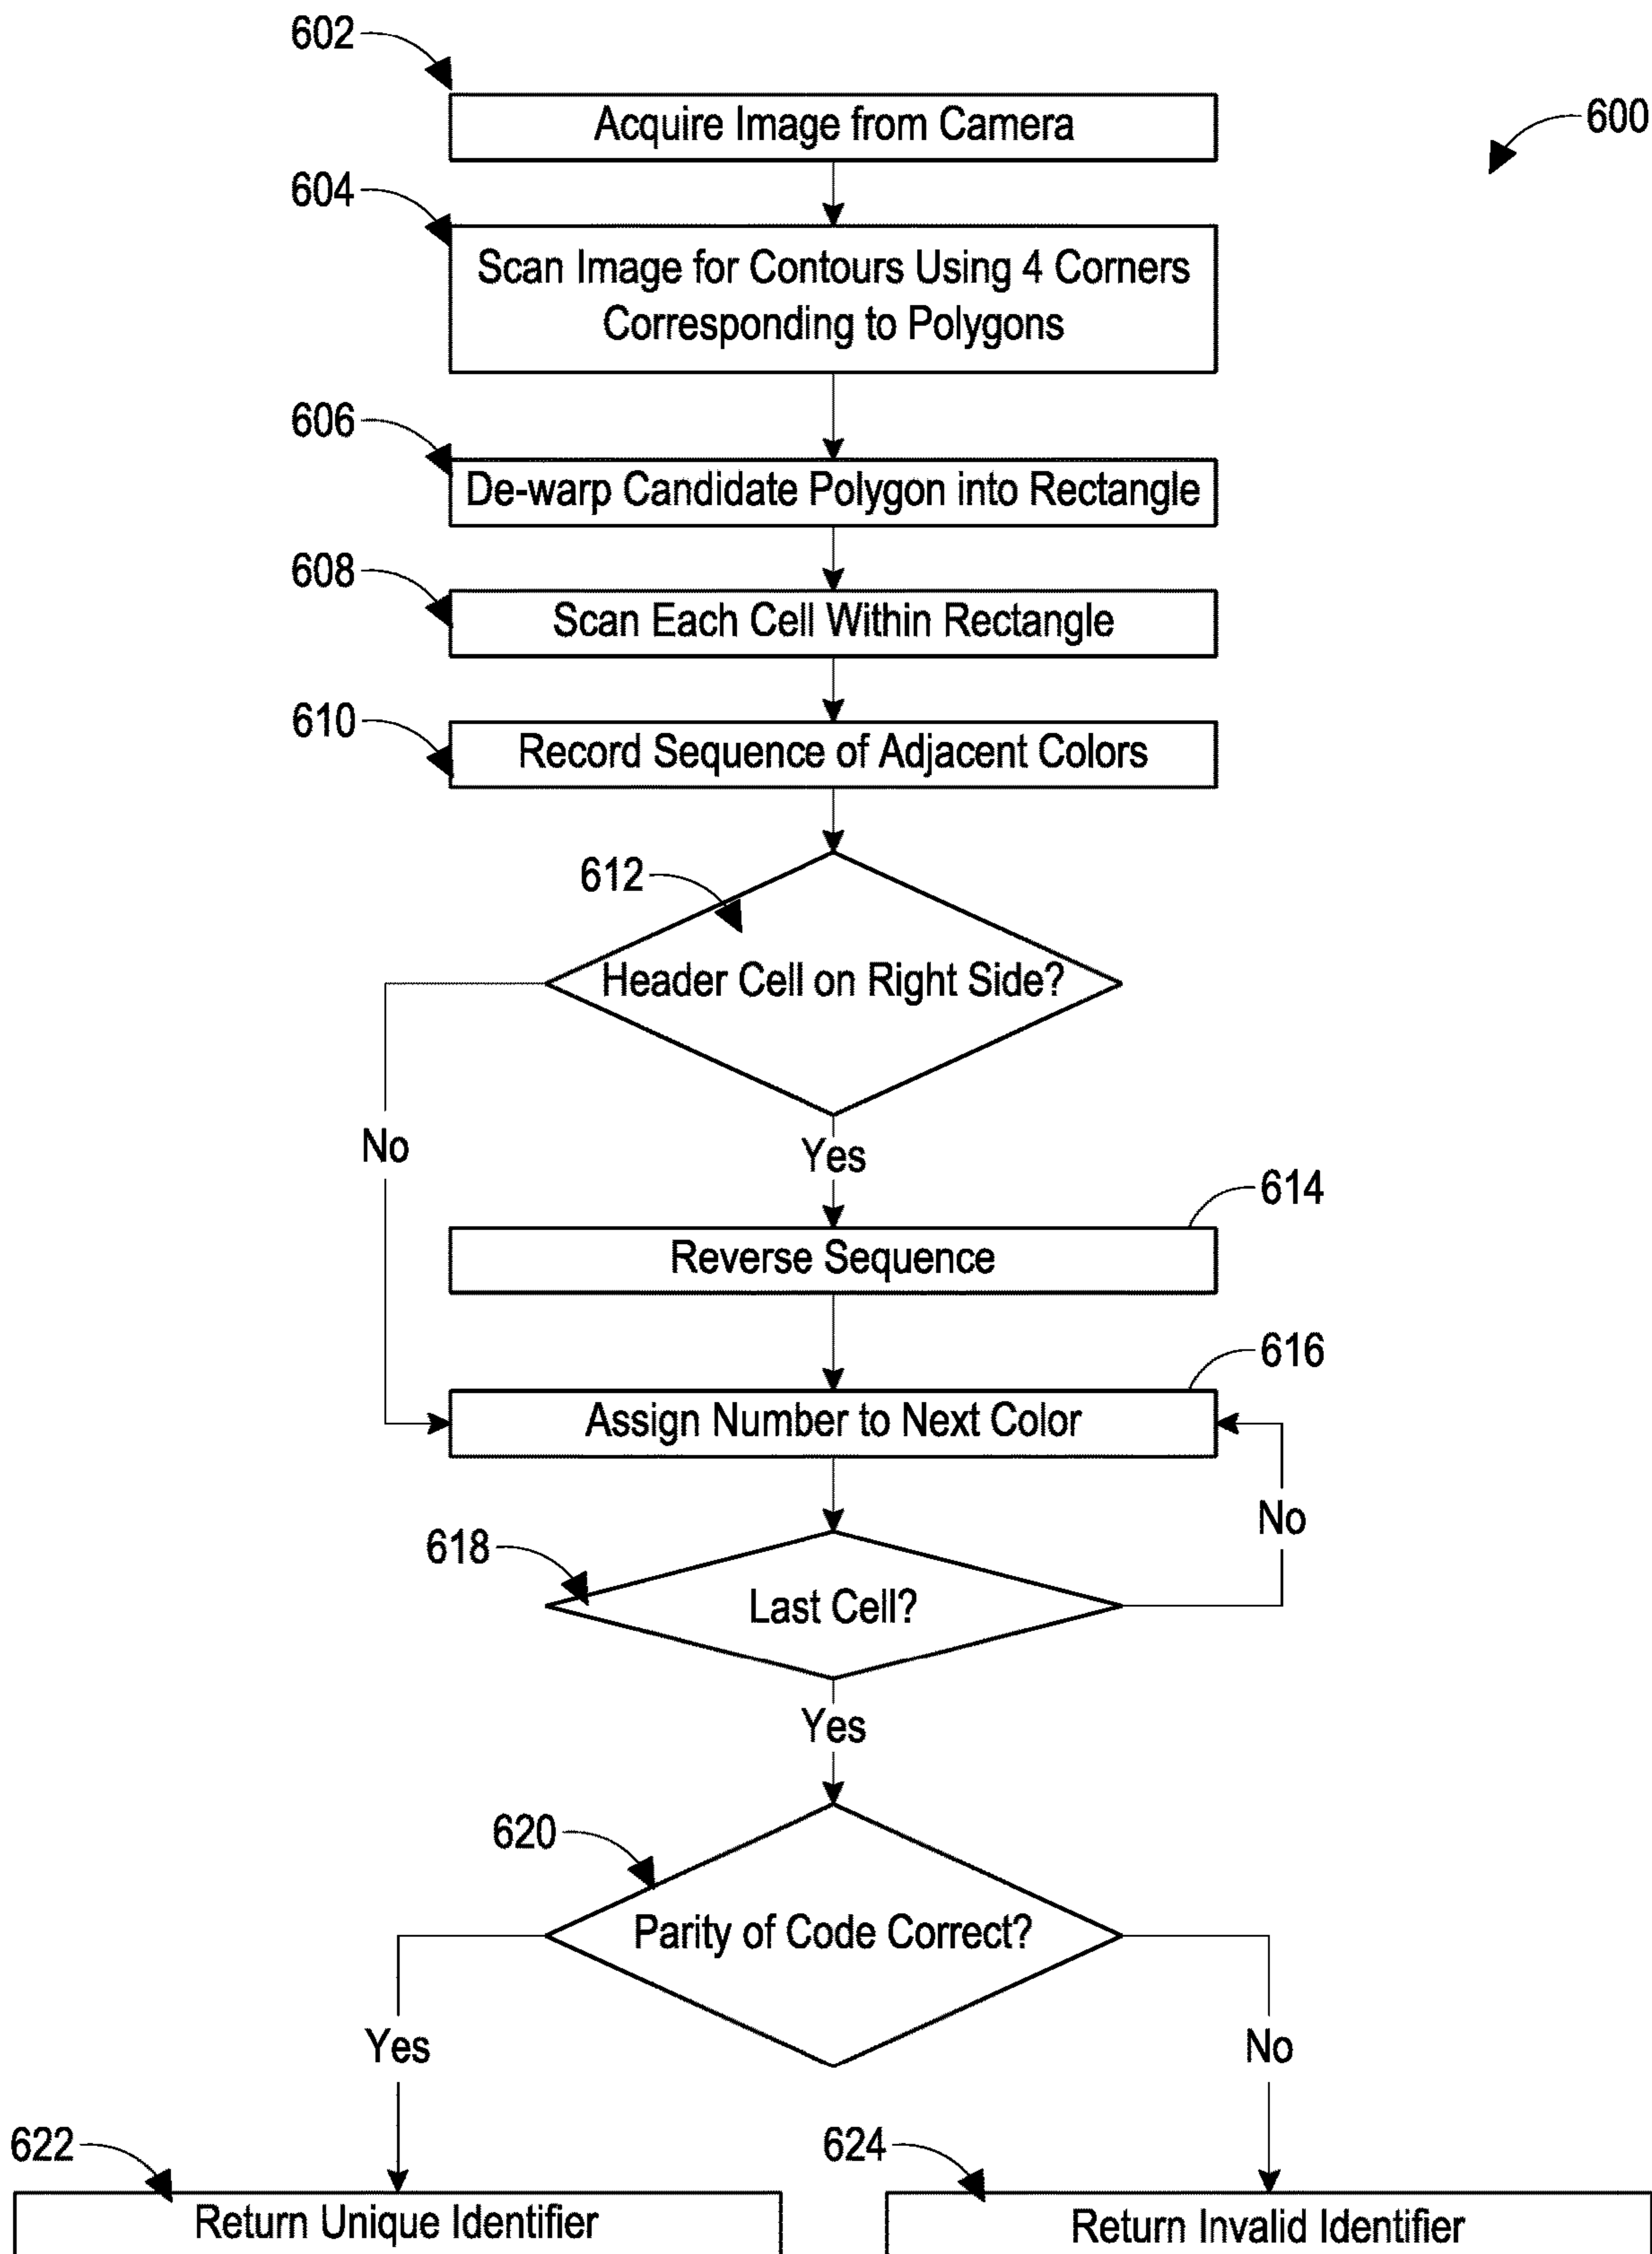 602
Acquire Image from Camera
600
604
Scan Image for Contours Using 4 Corners
Corresponding to Polygons
606
De-warp Candidate Polygon into Rectangle
608
Scan Each Cell Within Rectangle
610
Record Sequence of Adjacent Colors
612
Header Cell on Right Side?
No
Yes
614
Reverse Sequence
616
Assign Number to Next Color
No
618
Last Cell?
Yes
620
Parity of Code Correct?
Yes
No
622
624
Return Unique Identifier
Return Invalid Identifier